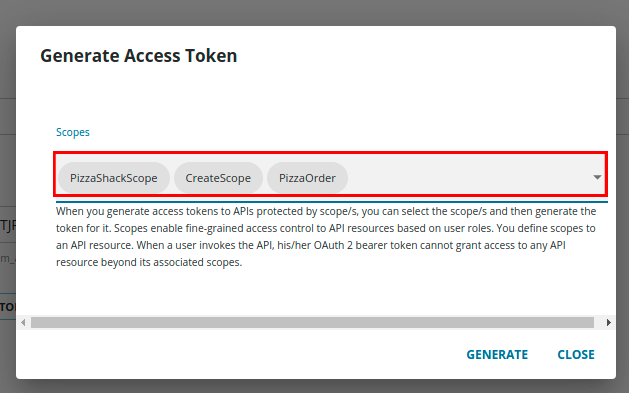 Generate Access Token
Scopes
PizzaShackScope CreateScope PizzaOrder
When you generate access tokens to APIs protected by scope/s, you can select the scope/s and then generate the
token for it. Scopes enable fine-grained access control to API resources based on user roles. You define scopes to
an API resource. When a user invokes the API, his/her OAuth 2 bearer token cannot grant access to any API
resource beyond its associated scopes.
GENERATE CLOSE